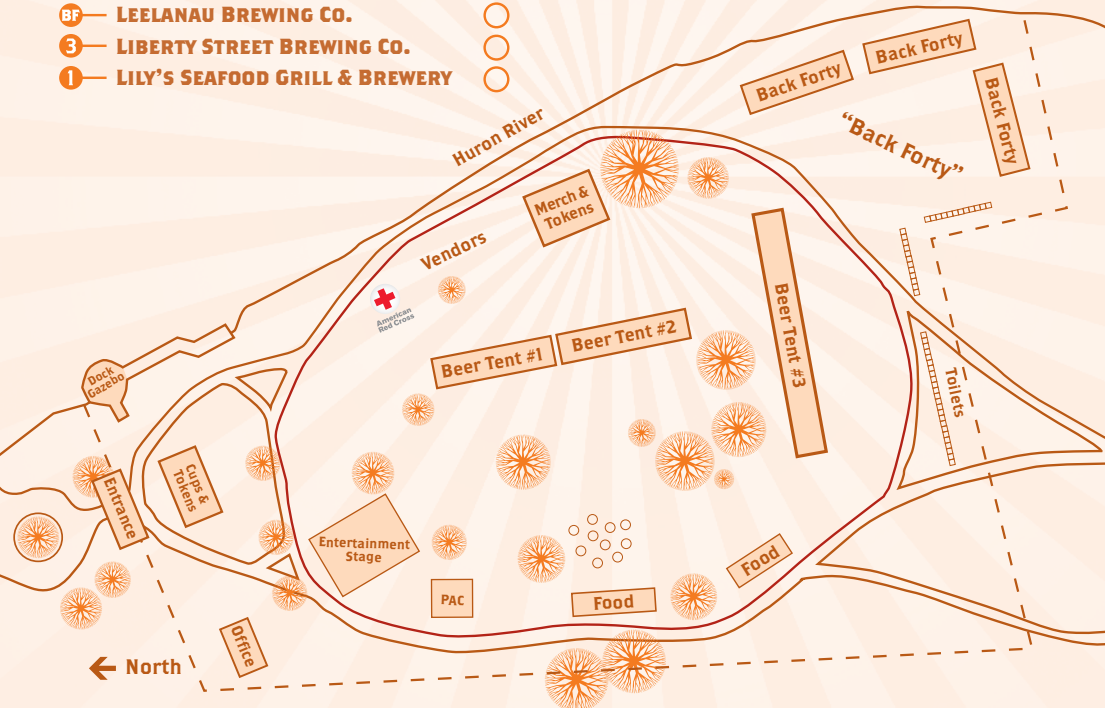 BF LEELANAU BREWING CO.
3 LIBERTY STREET BREWING CO.
1 LILY'S SEAFOOD GRILL & BREWERY
Back Forty
Back Forty
Back Forty
"Back Forty"
Huron River
Merch &
Tokens
Vendors
American
Red Cross
Beer Tent #1
Beer Tent #2
Beer Tent #3
Dock
Gazebo
Toilets
Cups &
Tokens
Entrance
Entertainment
Stage
PAC
Food
Food
Office
North